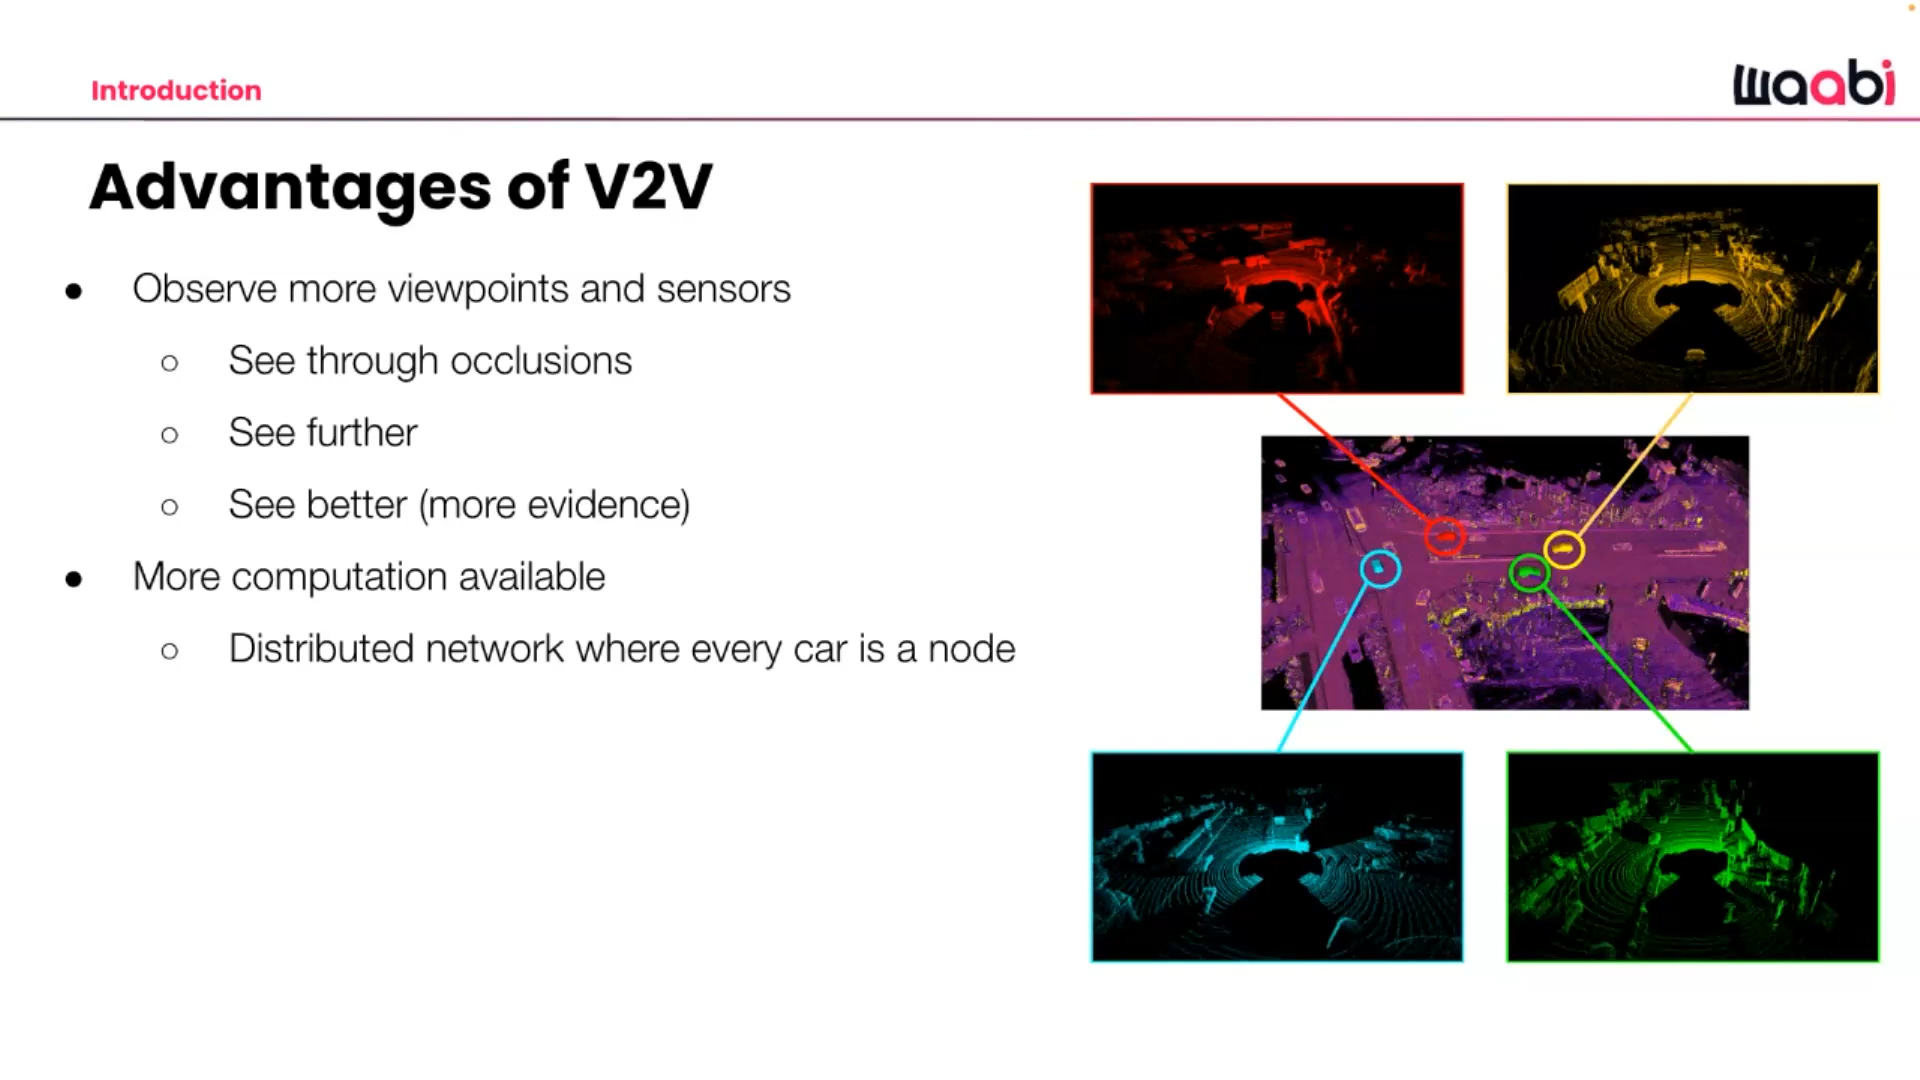 Introduction
waabi
Advantages of V2V
● Observe more viewpoints and sensors
○ See through occlusions
○ See further
○ See better (more evidence)
● More computation available
○ Distributed network where every car is a node